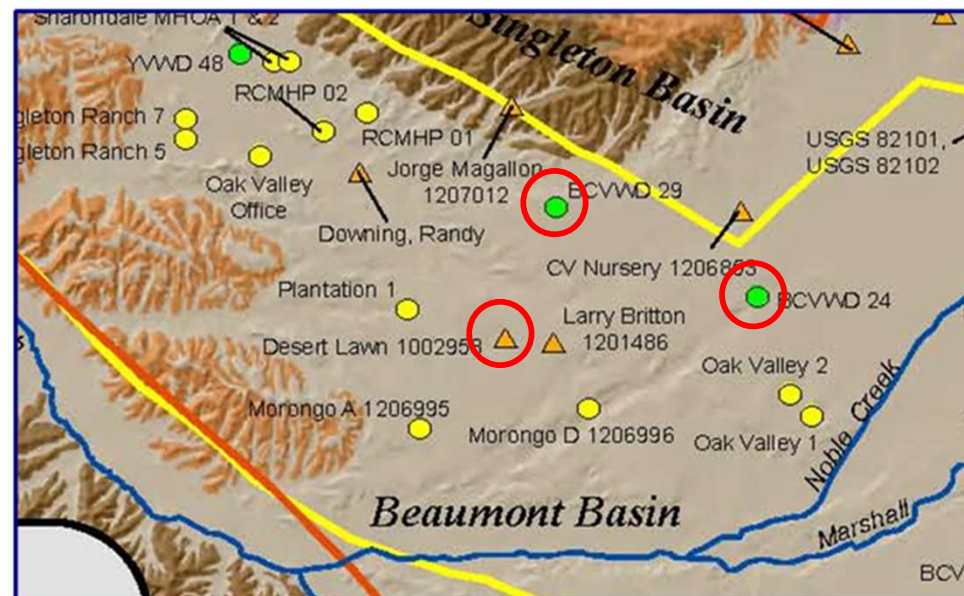 Sharondale MHOA 1 & 2
Singleton Basin
YVWD 48
RCMHP 02
gleton Ranch 7
RCMHP 01
USGS 82101,
USGS 82102
gleton Ranch 5
Jorge Magallon
1207012
Oak Valley
Office
BCVWD 29
Downing, Randy
CV Nursery 1206853
Plantation 1
BCVWD 24
Larry Britton
1201486
Desert Lawn 1002953
Oak Valley 2
Morongo A 1206995
Morongo D 1206996
Oak Valley 1
Noble Creek
Beaumont Basin
Marshall
BCV